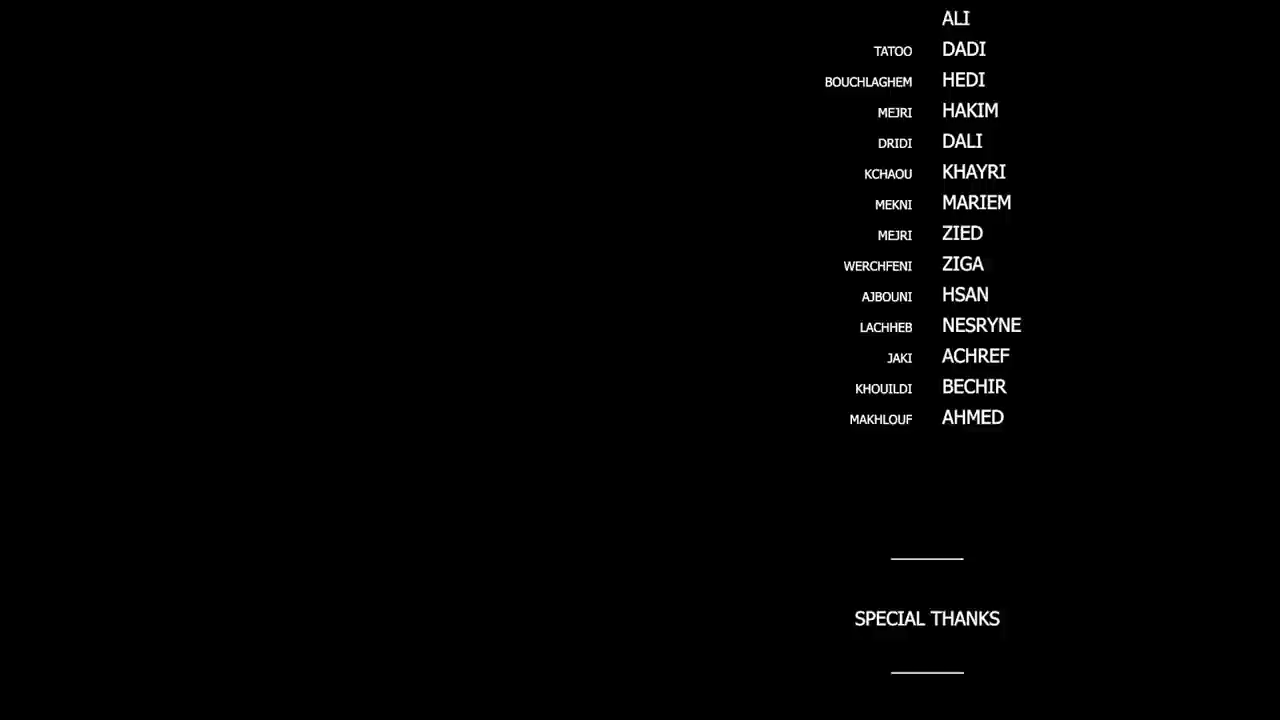 ALI
TATOO DADI
BOUCHLAGHEM HEDI
MEJRI HAKIM
DRIDI DALI
KCHAOU KHAYRI
MEKNI MARIEM
MEJRI ZIED
WERCHFENI ZIGA
AJBOUNI HSAN
LACHHEB NESRYNE
JAKI ACHREF
KHOUILDI BECHIR
MAKHLOUF AHMED
SPECIAL THANKS